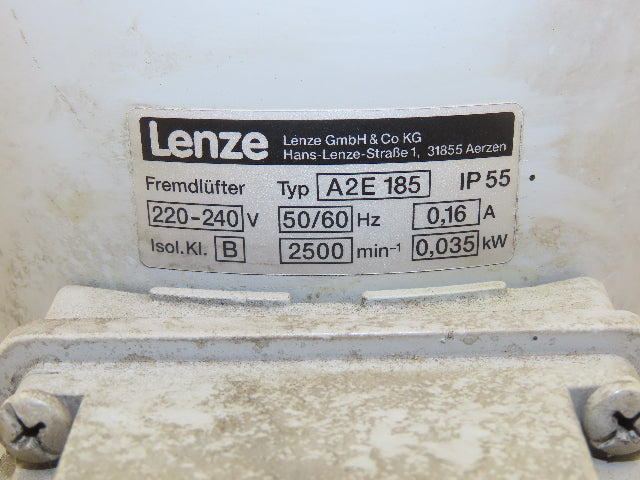 Lenze Lenze GmbH & Co KG
Hans-Lenze-Straße 1, 31855 Aerzen
Fremdlüfter Typ A2E 185 IP 55
220-240 V 50/60 Hz 0,16 A
Isol.Kl. B 2500 min⁻¹ 0,035 kW